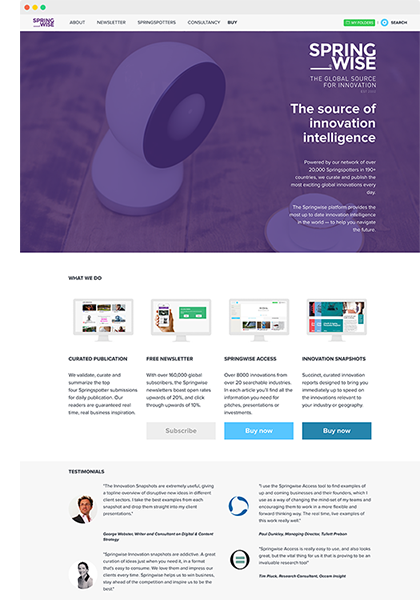 SPRING
WISE
ABOUT NEWSLETTER SPRINGSPOTTERS CONSULTANCY BUY
MY FOLDERS SEARCH
SPRING
WISE
THE GLOBAL SOURCE
FOR INNOVATION
The source of
innovation
intelligence
Powered by our network of over
20,000 Springspotters in 190+
countries, we curate and publish the
most exciting global innovations every
day.
The Springwise platform provides the
most up to date innovation intelligence
in the world — to help you navigate
the future.
WHAT WE DO
CURATED PUBLICATION
We validate, curate and
summarize the top
four Springspotter submissions
for daily publication. Our
readers are guaranteed real
time, real business inspiration.
FREE NEWSLETTER
With over 160,000 global
subscribers, the Springwise
newsletters boast open rates
upwards of 20%, and click
through upwards of 10%.
Subscribe
SPRINGWISE ACCESS
Over 8000 innovations from
over 20 searchable industries.
In each article you'll find all the
information you need for
pitches, presentations or
investments.
Buy now
INNOVATION SNAPSHOTS
Succinct, curated innovation
reports designed to bring you
immediately up to speed on
the innovations relevant to
your industry or geography.
Buy now
TESTIMONIALS
"The Innovation Snapshots are extremely useful, giving
a topline overview of disruptive new ideas in different
client sectors. I take the best examples from each
snapshot and drop them straight into my client
presentations."
George Webster, Writer and Consultant on Digital & Content
Strategy
"I use the Springwise Access tool to find examples of
up and coming businesses and their founders, which I
use as a way of changing the mind-set of my teams and
encouraging them to work in a more flexible and
forward thinking way. The real time, live examples of
this work really well."
Paul Dunkley, Managing Director, Tullett Prebon
"Springwise Innovation snapshots are addictive. A great
curation of ideas just when you need it, in a format
that's easy to consume. We love them and impress our
clients every time. Springwise helps us to win business,
stay ahead of the competition and inspire us to be the
best."
"Springwise Access is really easy to use, and also looks
great, but the vital thing for us it that is proving to be an
invaluable research tool!"
Tim Pluck, Research Consultant, Occam Insight